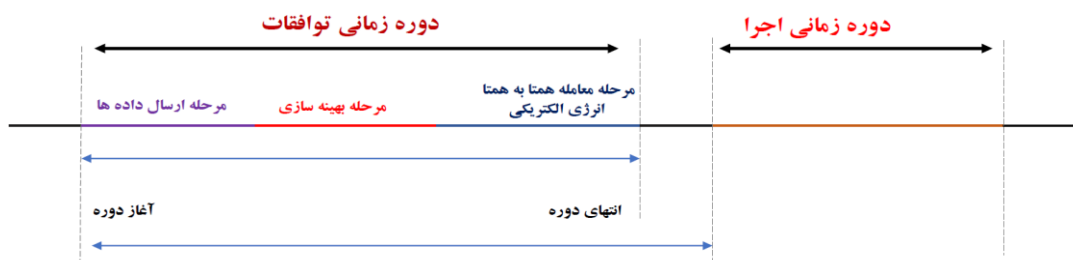 دوره زمانی توافقات
دوره زمانی اجرا
مرحله ارسال داده ها
مرحله بهینه سازی
مرحله معامله همتا به همتا
انرژی الکتریکی
آغاز دوره
انتهای دوره